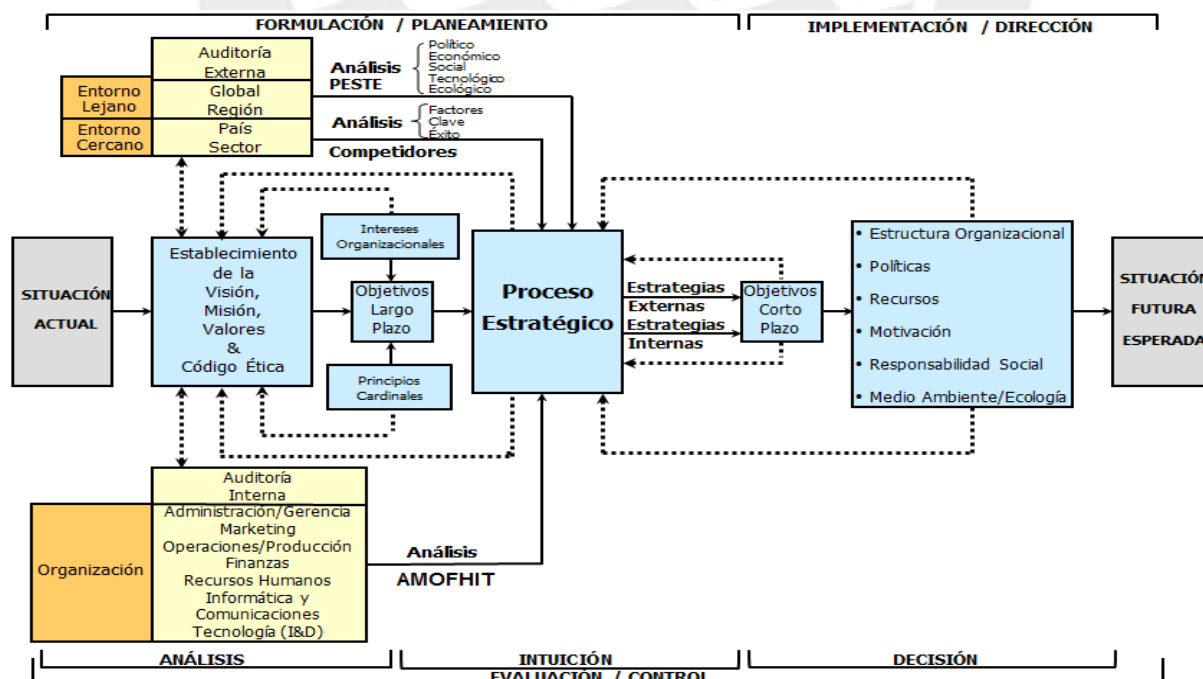 FORMULACIÓN / PLANEAMIENTO
IMPLEMENTACIÓN / DIRECCIÓN
Auditoría
Externa
Entorno
Lejano
Global
Región
Entorno
Cercano
País
Sector
Análisis
PESTE
Político
Económico
Social
Tecnológico
Ecológico
Análisis
Factores
Clave
Éxito
Competidores
SITUACIÓN
ACTUAL
Establecimiento
de la
Visión,
Misión,
Valores
&
Código Ética
Intereses
Organizacionales
Objetivos
Largo
Plazo
Principios
Cardinales
Proceso
Estratégico
Estrategias
Externas
Estrategias
Internas
Objetivos
Corto
Plazo
• Estructura Organizacional
• Políticas
• Recursos
• Motivación
• Responsabilidad Social
• Medio Ambiente/Ecología
SITUACIÓN
FUTURA
ESPERADA
Auditoría
Interna
Organización
Administración/Gerencia
Marketing
Operaciones/Producción
Finanzas
Recursos Humanos
Informática y
Comunicaciones
Tecnología (I&D)
Análisis
AMOFHIT
ANÁLISIS
INTUICIÓN
DECISIÓN
EVALUACIÓN / CONTROL